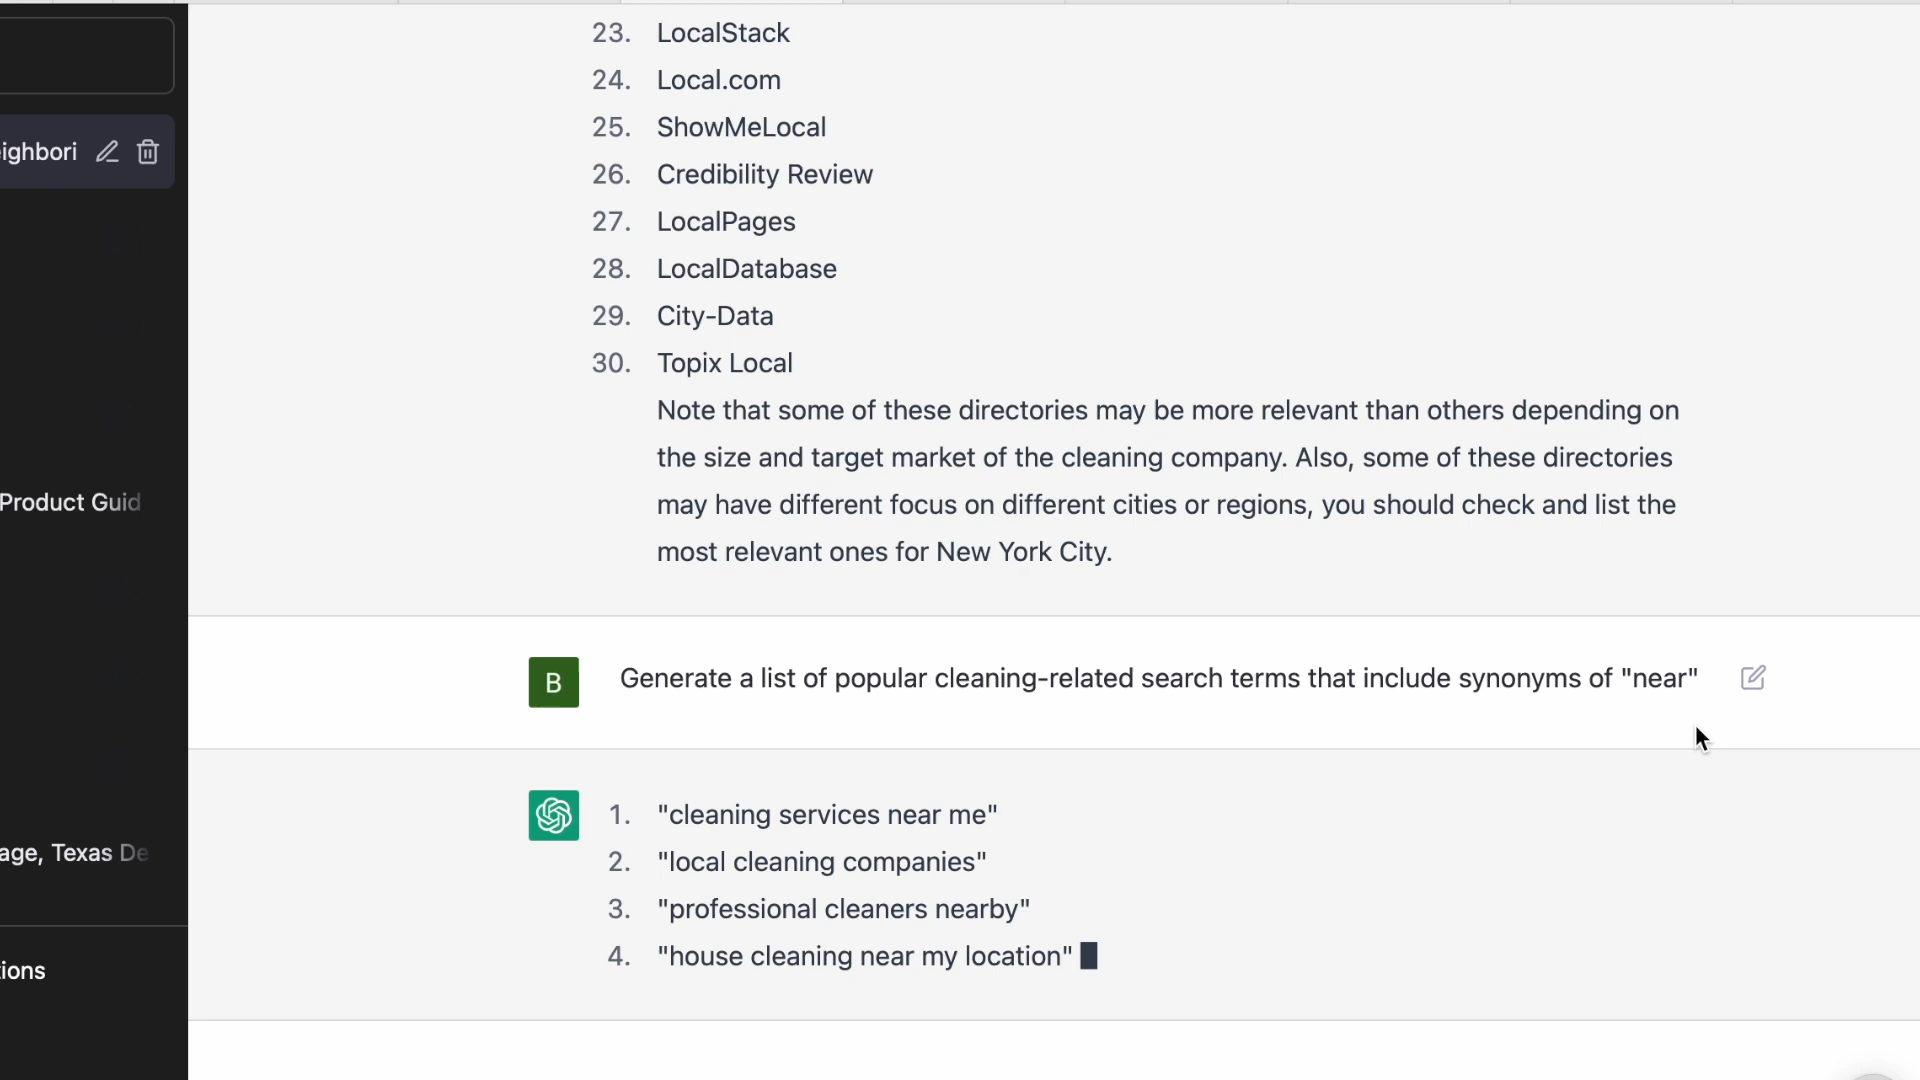 23. LocalStack
24. Local.com
25. ShowMeLocal
ighbori
26. Credibility Review
27. LocalPages
28. LocalDatabase
29. City-Data
30. Topix Local
Note that some of these directories may be more relevant than others depending on
the size and target market of the cleaning company. Also, some of these directories
may have different focus on different cities or regions, you should check and list the
most relevant ones for New York City.
Product Guid
B
Generate a list of popular cleaning-related search terms that include synonyms of "near"
1. "cleaning services near me"
2. "local cleaning companies"
3. "professional cleaners nearby"
4. "house cleaning near my location"
age, Texas De
ions